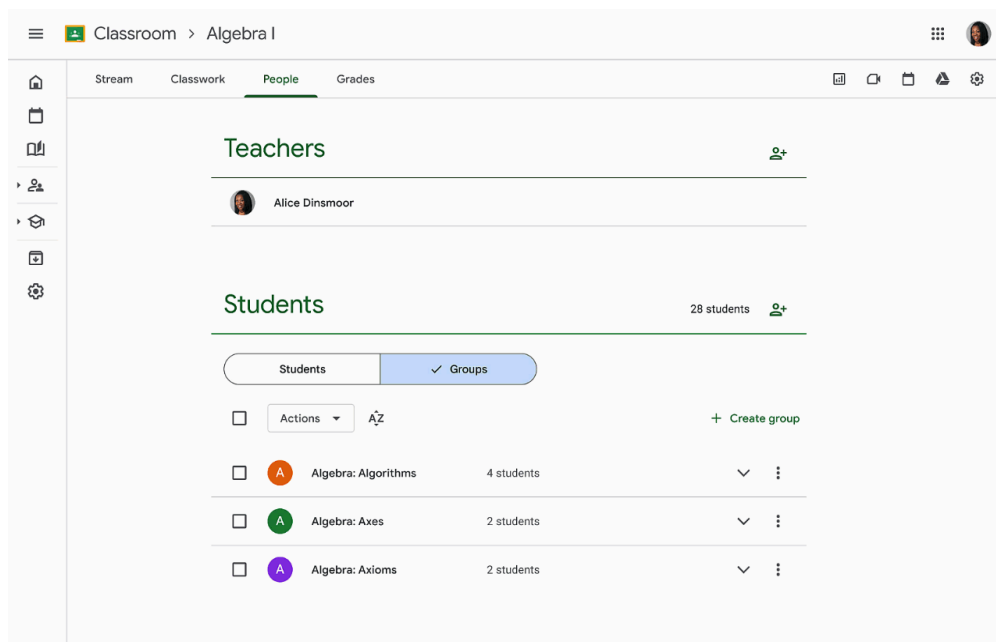 Classroom > Algebra I
Stream Classwork People Grades
Teachers
Alice Dinsmoor
Students 28 students
Students Groups
Actions AZ + Create group
A Algebra: Algorithms 4 students
A Algebra: Axes 2 students
A Algebra: Axioms 2 students